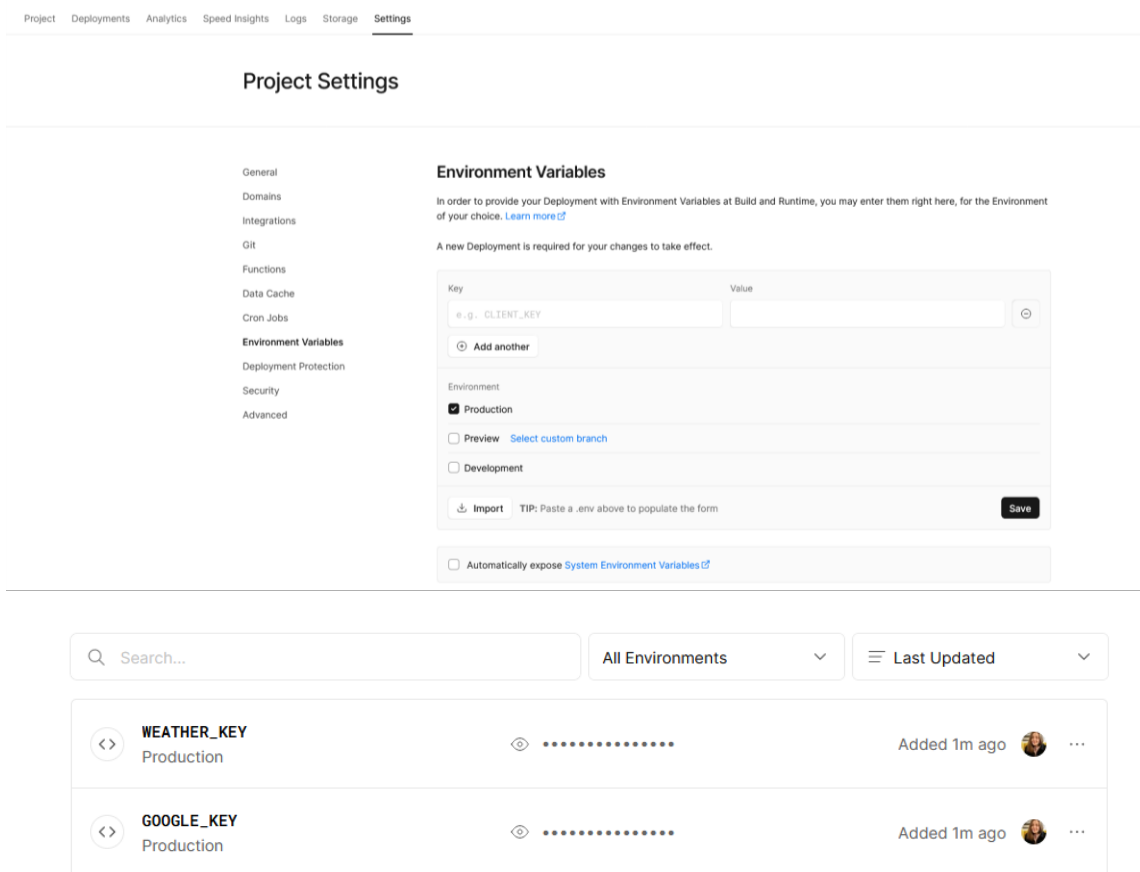 Project Deployments Analytics Speed Insights Logs Storage Settings
Project Settings
General
Domains
Integrations
Git
Functions
Data Cache
Cron Jobs
Environment Variables
Deployment Protection
Security
Advanced
Environment Variables
In order to provide your Deployment with Environment Variables at Build and Runtime, you may enter them right here, for the Environment
of your choice. Learn more
A new Deployment is required for your changes to take effect.
Key Value
e.g. CLIENT_KEY
Add another
Environment
Production
Preview Select custom branch
Development
Import TIP: Paste a .env above to populate the form Save
Automatically expose System Environment Variables
Search... All Environments Last Updated
WEATHER_KEY
Production
••••••••••••••• Added 1m ago
GOOGLE_KEY
Production
••••••••••••••• Added 1m ago